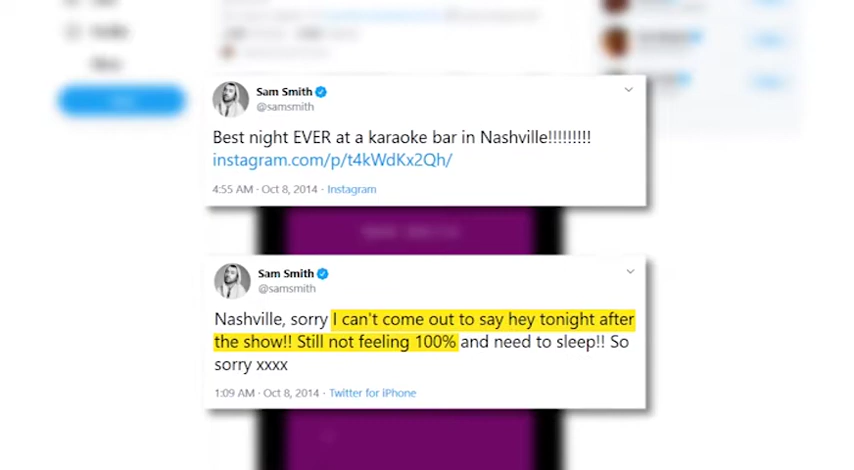 Sam Smith
@samsmith
Best night EVER at a karaoke bar in Nashville!!!!!!!!!
instagram.com/p/t4kWdKx2Qh/
4:55 AM · Oct 8, 2014 · Instagram
Sam Smith
@samsmith
Nashville, sorry I can't come out to say hey tonight after
the show!! Still not feeling 100% and need to sleep!! So
sorry xxxx
1:09 AM · Oct 8, 2014 · Twitter for iPhone